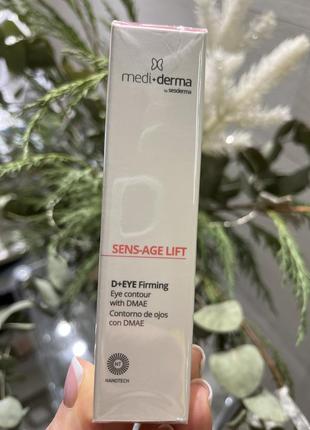 medi+derma
by sesderma
SENS-AGE LIFT
D+EYE Firming
Eye contour
with DMAE
Contorno de ojos
con DMAE
NT
NANOTECH